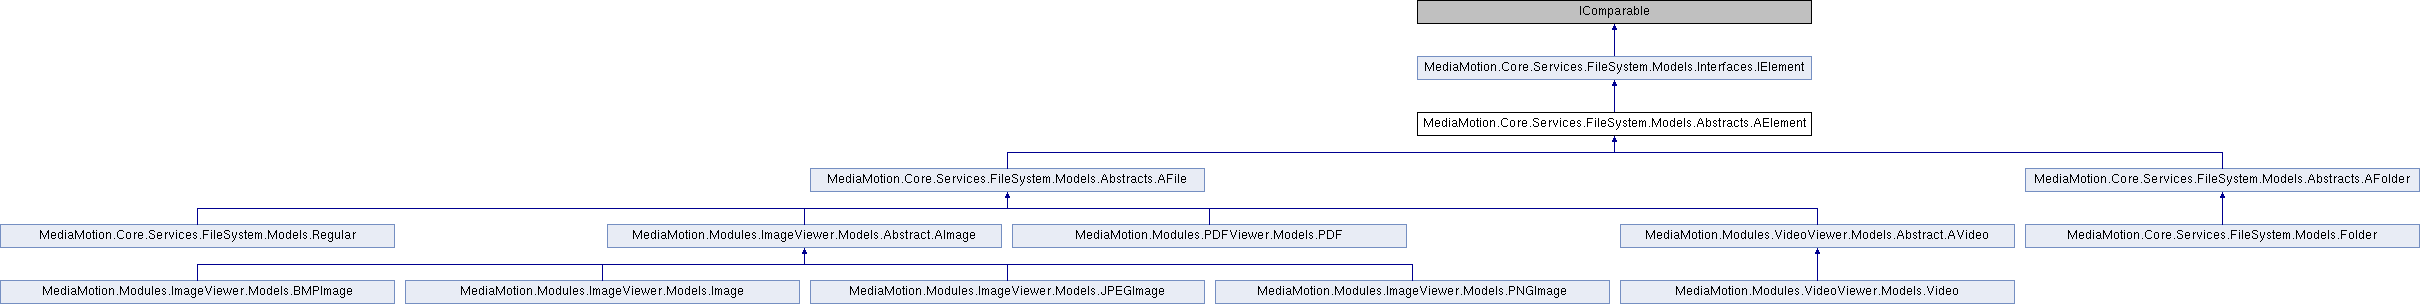 IComparable
MediaMotion.Core.Services.FileSystem.Models.Interfaces.IElement
MediaMotion.Core.Services.FileSystem.Models.Abstracts.AElement
MediaMotion.Core.Services.FileSystem.Models.Abstracts.AFile
MediaMotion.Core.Services.FileSystem.Models.Abstracts.AFolder
MediaMotion.Core.Services.FileSystem.Models.Regular
MediaMotion.Modules.ImageViewer.Models.Abstract.AImage
MediaMotion.Modules.PDFViewer.Models.PDF
MediaMotion.Modules.VideoViewer.Models.Abstract.AVideo
MediaMotion.Core.Services.FileSystem.Models.Folder
MediaMotion.Modules.ImageViewer.Models.BMPImage
MediaMotion.Modules.ImageViewer.Models.Image
MediaMotion.Modules.ImageViewer.Models.JPEGImage
MediaMotion.Modules.ImageViewer.Models.PNGImage
MediaMotion.Modules.VideoViewer.Models.Video